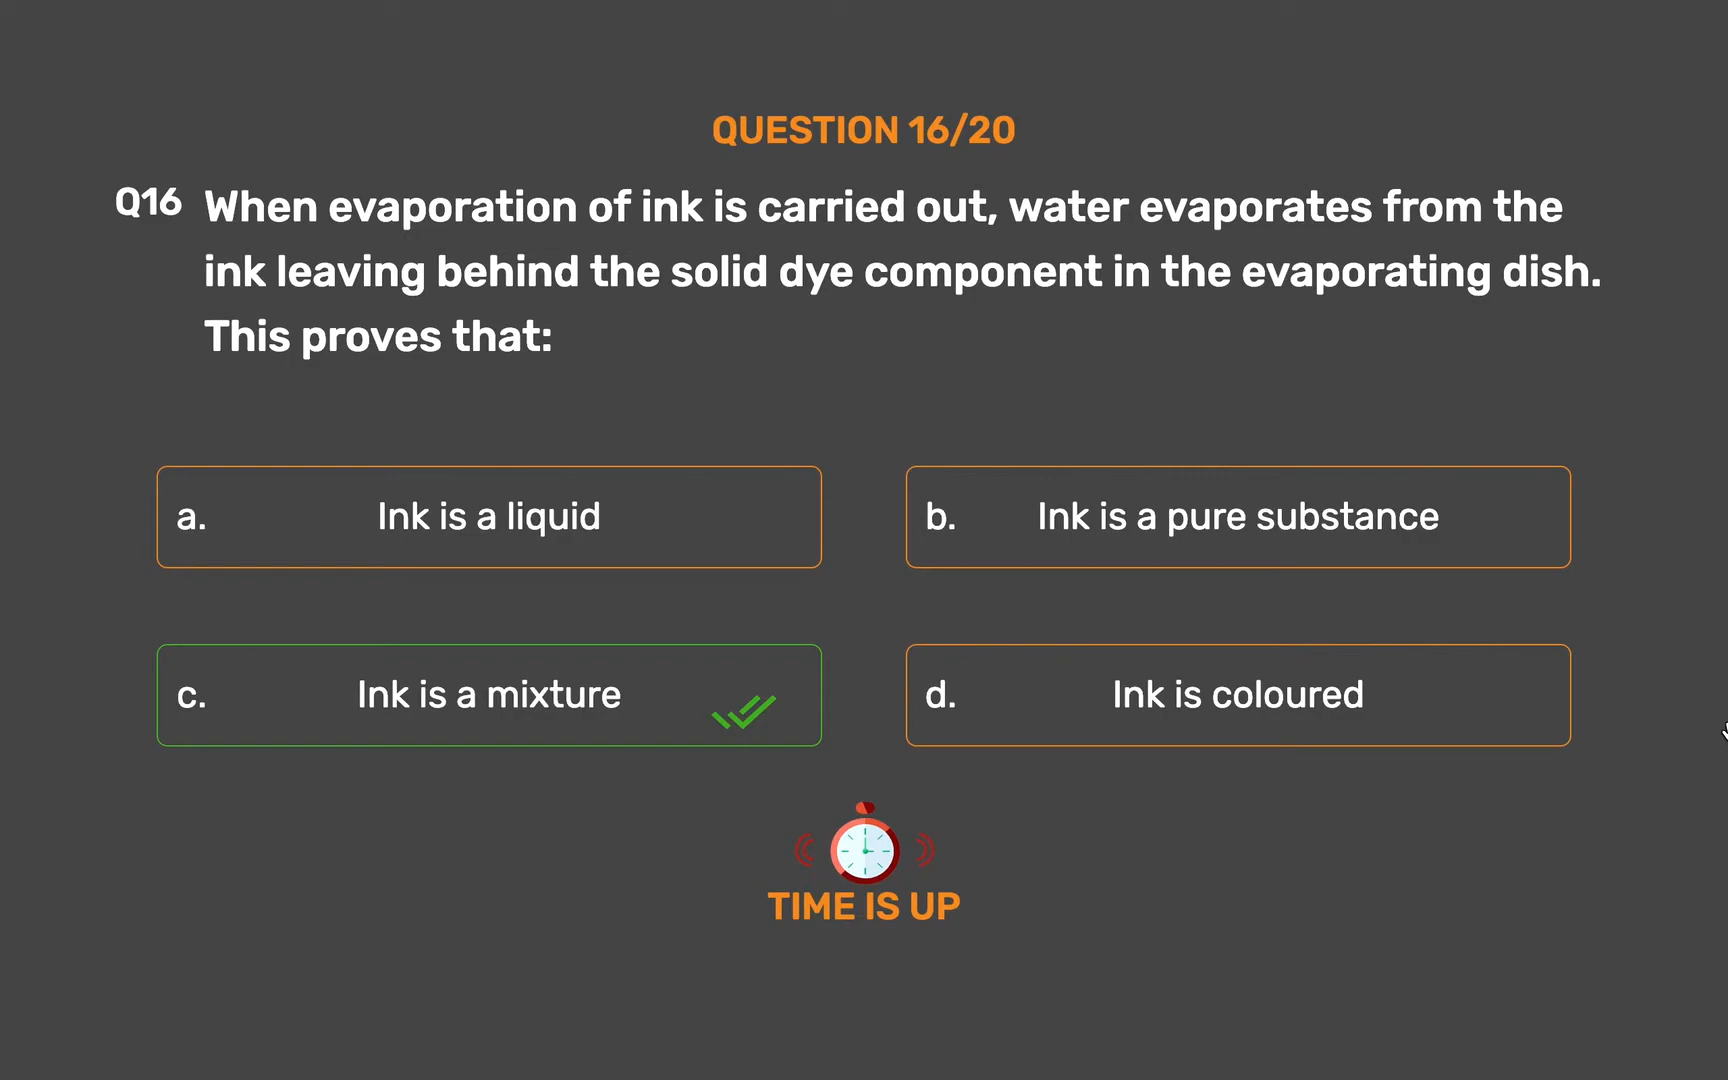 QUESTION 16/20
Q16 When evaporation of ink is carried out, water evaporates from the
ink leaving behind the solid dye component in the evaporating dish.
This proves that:
a. Ink is a liquid
b. Ink is a pure substance
c. Ink is a mixture
d. Ink is coloured
TIME IS UP